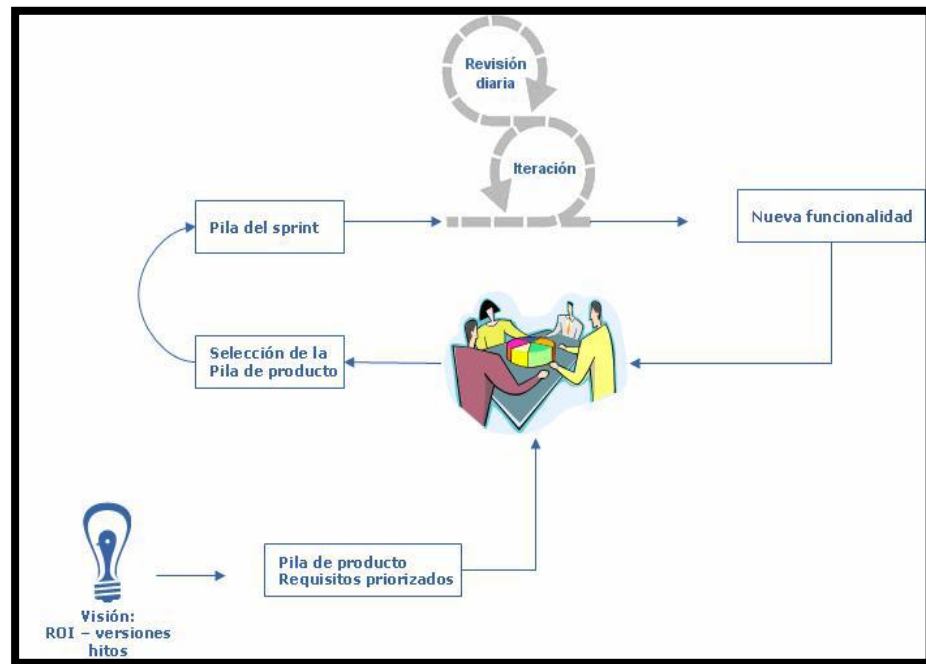 Revisión
diaria
Iteración
Pila del sprint
Nueva funcionalidad
Selección de la
Pila de producto
Pila de producto
Requisitos priorizados
Visión:
ROI – versiones
hitos